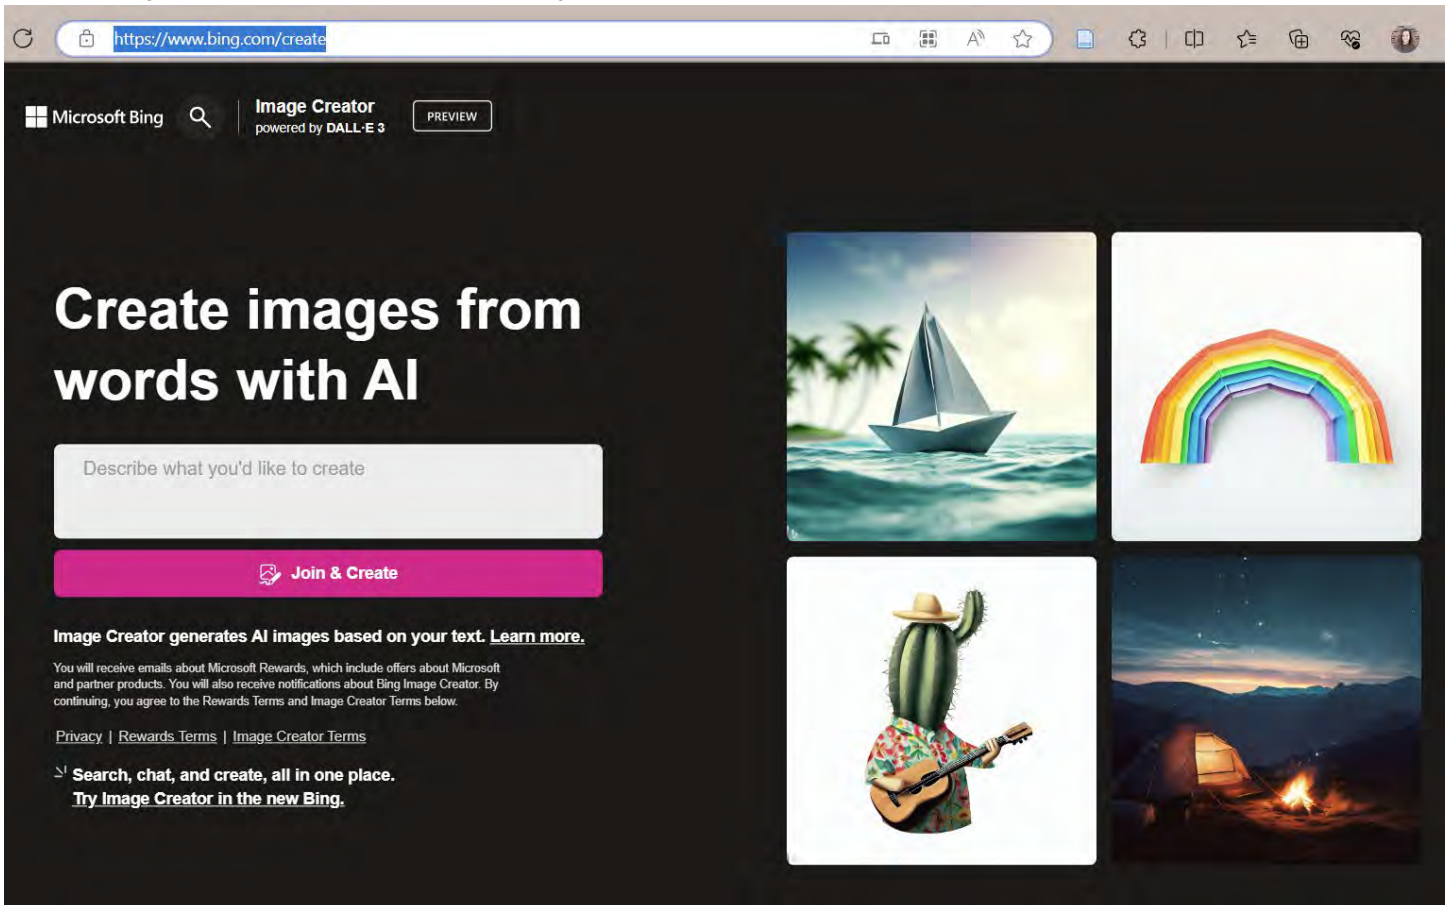 https://www.bing.com/create
Microsoft Bing
Image Creator
powered by DALL·E 3
PREVIEW
Create images from
words with AI
Describe what you'd like to create
Join & Create
Image Creator generates AI images based on your text. Learn more.
You will receive emails about Microsoft Rewards, which include offers about Microsoft
and partner products. You will also receive notifications about Bing Image Creator. By
continuing, you agree to the Rewards Terms and Image Creator Terms below.
Privacy | Rewards Terms | Image Creator Terms
Search, chat, and create, all in one place.
Try Image Creator in the new Bing.